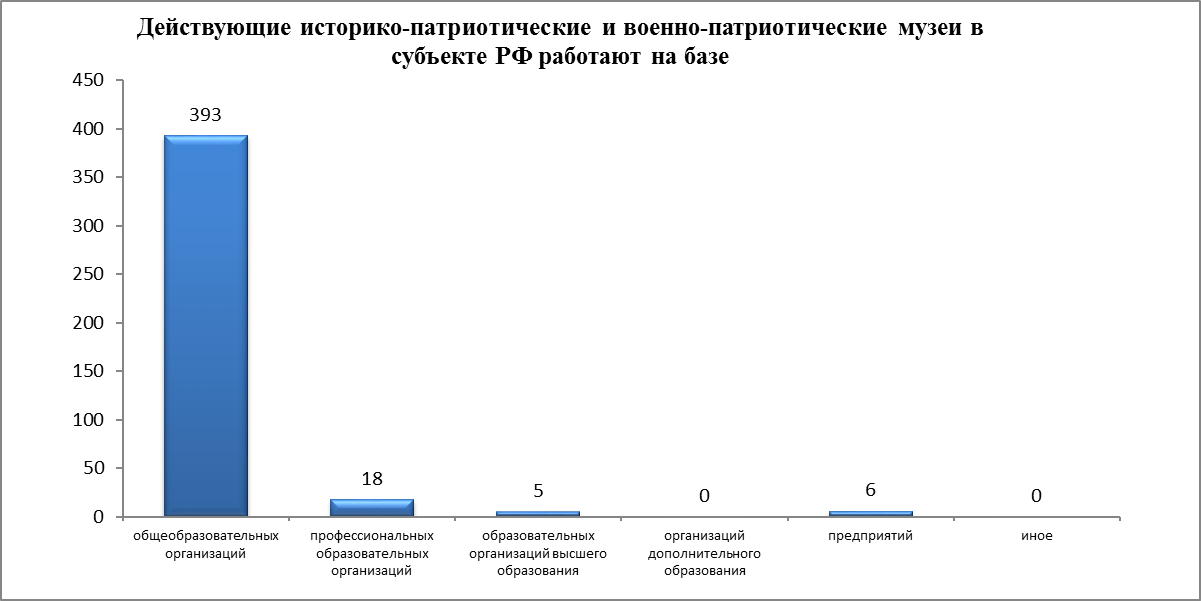 Действующие историко-патриотические и военно-патриотические музеи в
субъекте РФ работают на базе
450
400
350
300
250
200
150
100
50
0
393
18
5
0
6
0
общеобразовательных
организаций
профессиональных
образовательных
организаций
образовательных
организаций высшего
образования
организаций
дополнительного
образования
предприятий
иное